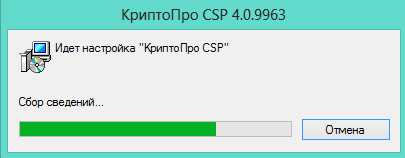 КриптоПро CSP 4.0.9963
Идет настройка "КриптоПро CSP"
Сбор сведений...
Отмена